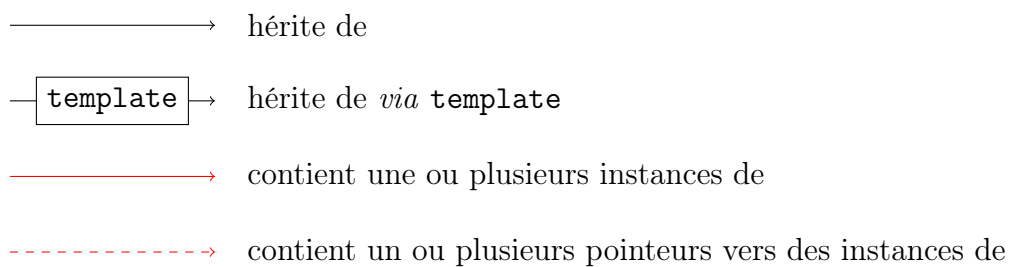 hérite de
template hérite de via template
contient une ou plusieurs instances de
contient un ou plusieurs pointeurs vers des instances de